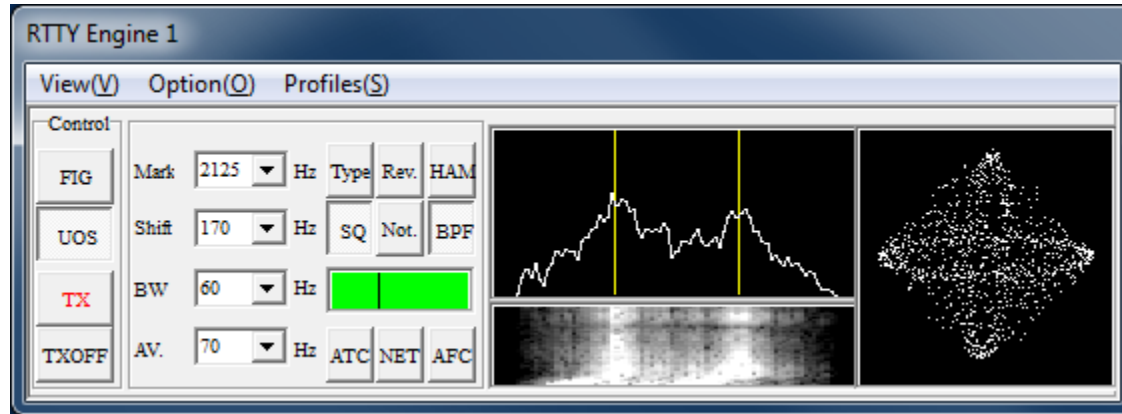 RTTY Engine 1
View(V) Option(O) Profiles(S)
Control
FIG
UOS
TX
TXOFF
Mark 2125 Hz Type Rev. HAM
Shift 170 Hz SQ Not. BPF
BW 60 Hz
AV. 70 Hz ATC NET AFC